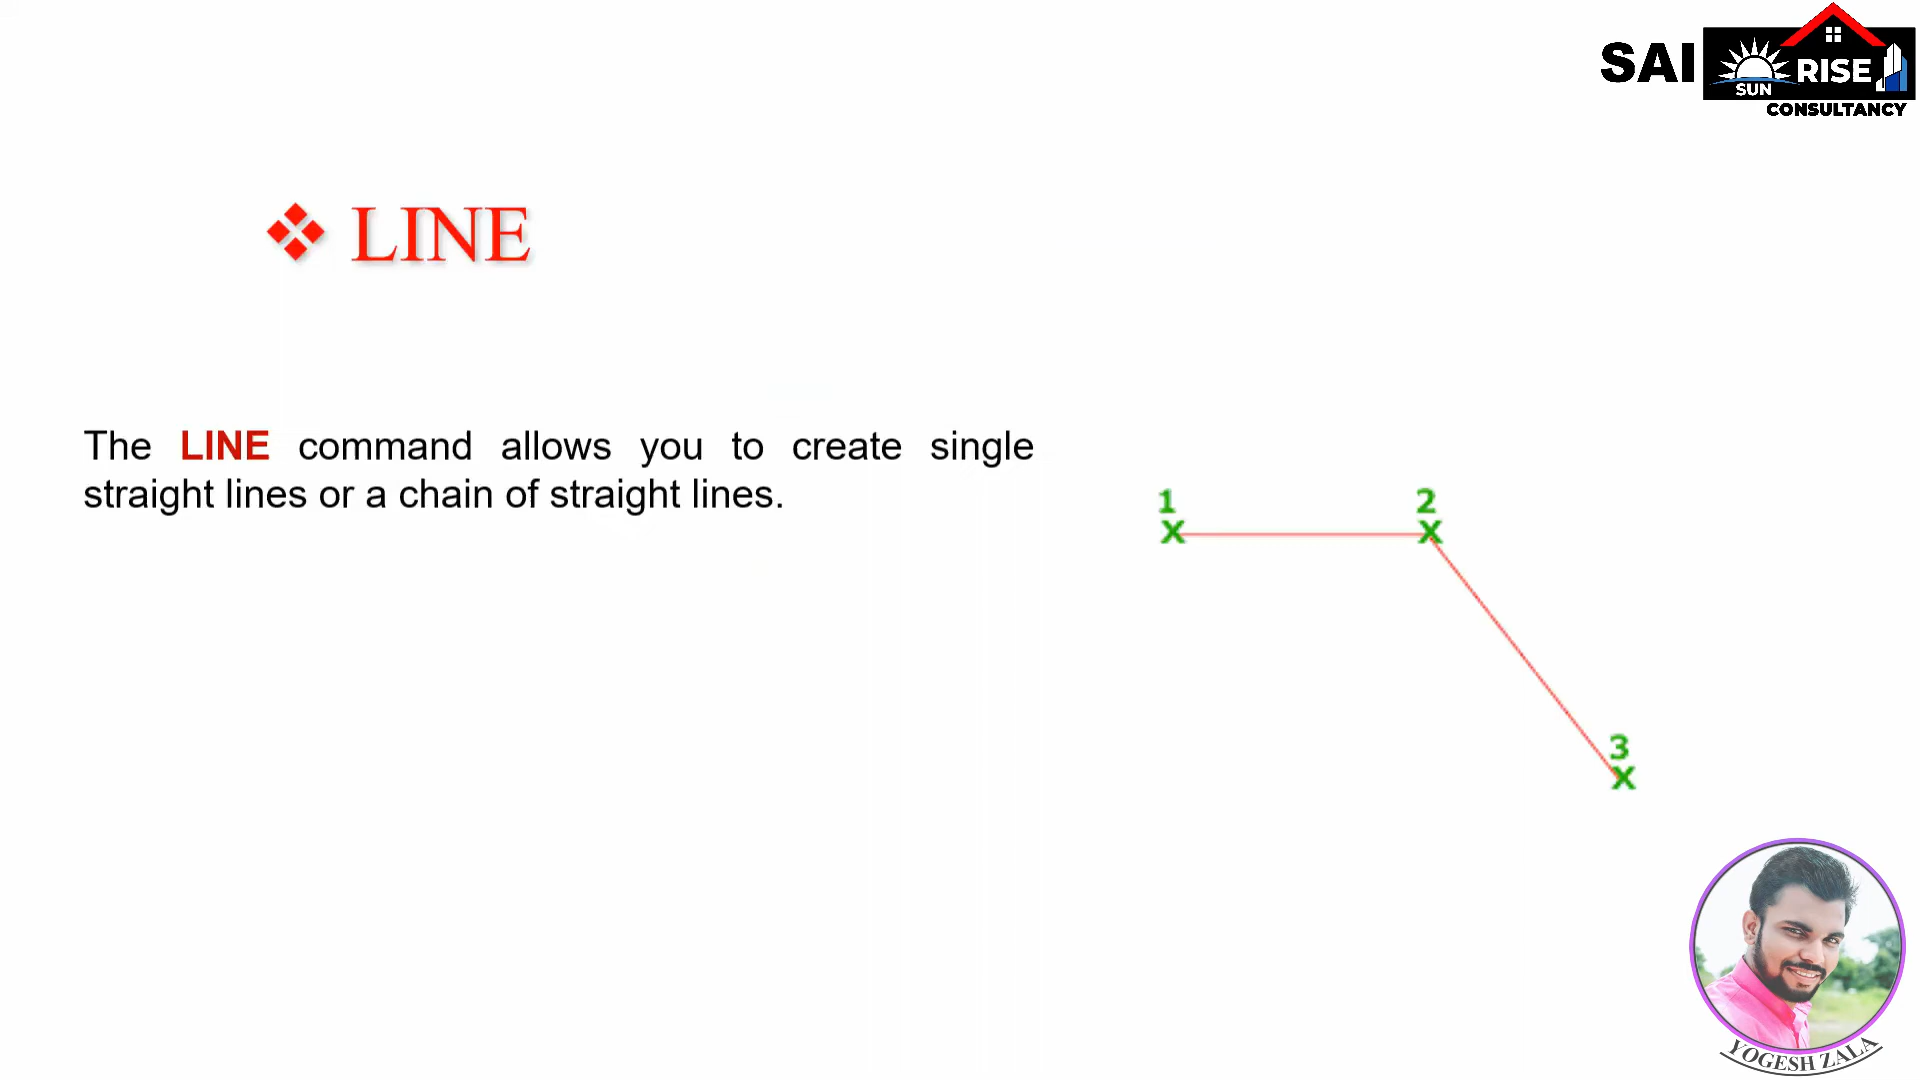 SAI
SUN RISE
CONSULTANCY
❖ LINE
The LINE command allows you to create single
straight lines or a chain of straight lines.
1
X
2
X
3
X
YOGESH ZALA